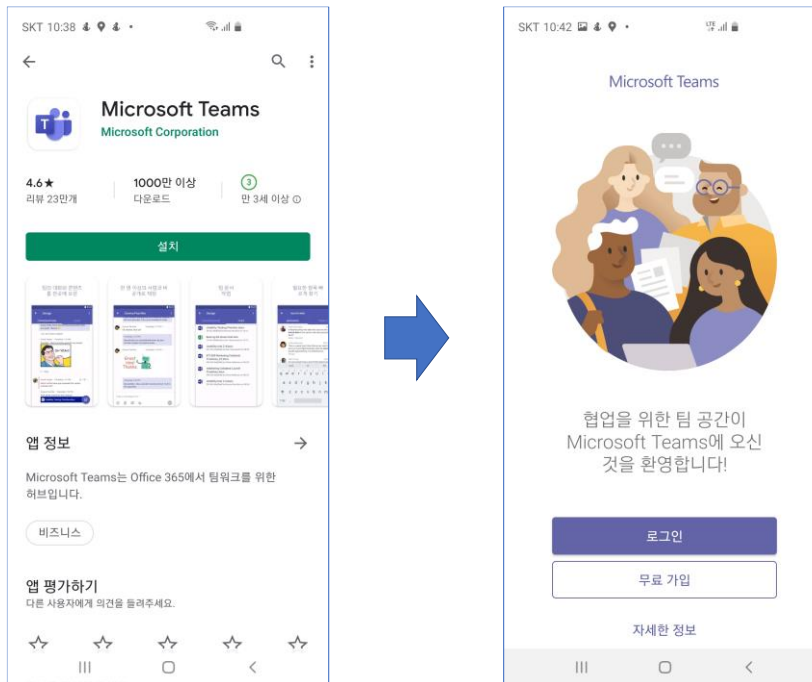 SKT 10:38
Microsoft Teams
Microsoft Corporation
4.6★
리뷰 23만개
1000만 이상
다운로드
3
만 3세 이상
설치
앱 정보
Microsoft Teams는 Office 365에서 팀워크를 위한
허브입니다.
비즈니스
앱 평가하기
다른 사용자에게 의견을 들려주세요.
SKT 10:42
LTE
Microsoft Teams
협업을 위한 팀 공간이
Microsoft Teams에 오신
것을 환영합니다!
로그인
무료 가입
자세한 정보